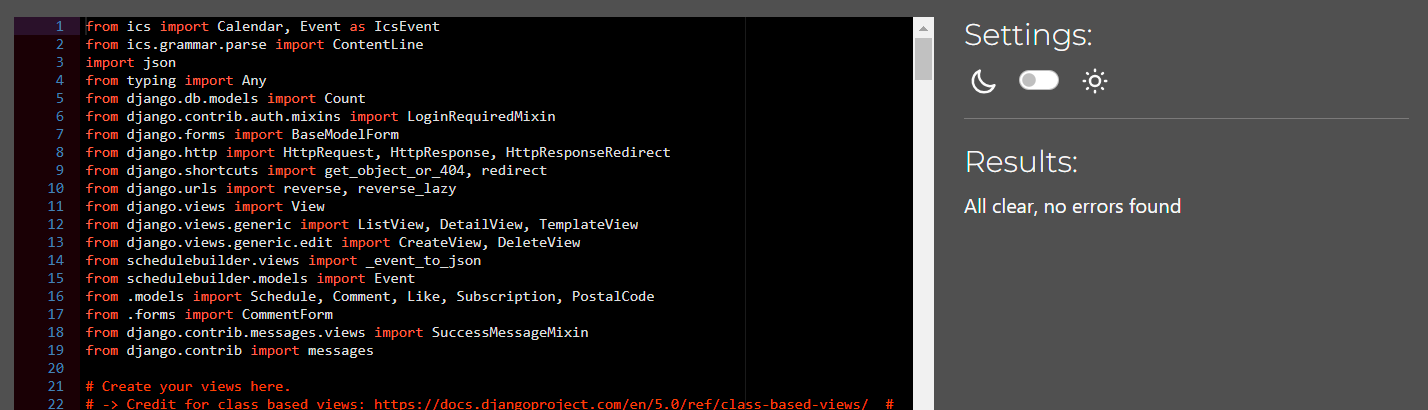 1 from ics import Calendar, Event as IcsEvent
2 from ics.grammar.parse import ContentLine
3 import json
4 from typing import Any
5 from django.db.models import Count
6 from django.contrib.auth.mixins import LoginRequiredMixin
7 from django.forms import BaseModelForm
8 from django.http import HttpRequest, HttpResponse, HttpResponseRedirect
9 from django.shortcuts import get_object_or_404, redirect
10 from django.urls import reverse, reverse_lazy
11 from django.views import View
12 from django.views.generic import ListView, DetailView, TemplateView
13 from django.views.generic.edit import CreateView, DeleteView
14 from schedulebuilder.views import _event_to_json
15 from schedulebuilder.models import Event
16 from .models import Schedule, Comment, Like, Subscription, PostalCode
17 from .forms import CommentForm
18 from django.contrib.messages.views import SuccessMessageMixin
19 from django.contrib import messages
20
21 # Create your views here.
22 # -> Credit for class based views: https://docs.djangoproject.com/en/5.0/ref/class-based-views/  #
Settings:
Results:
All clear, no errors found